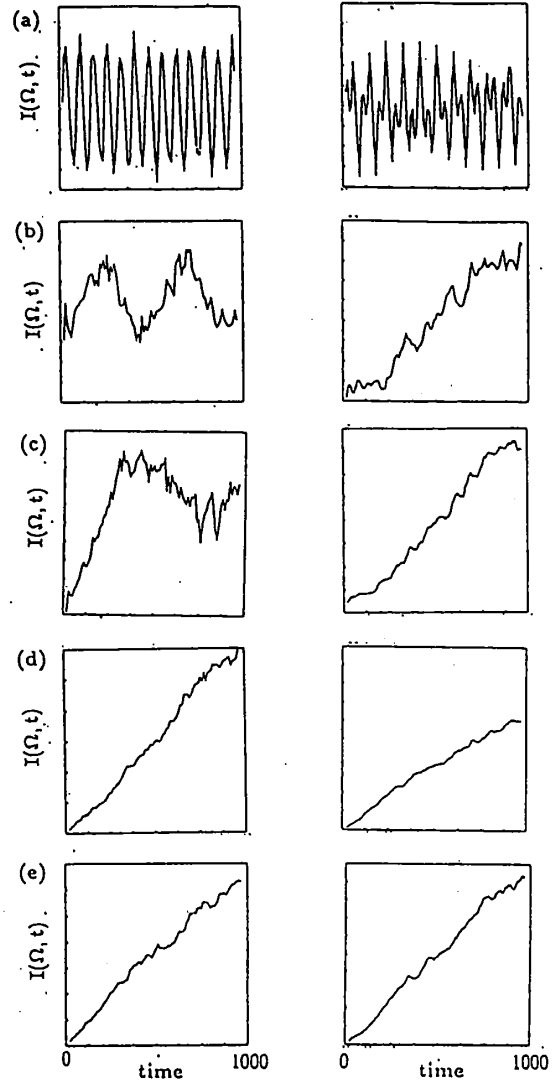 (a)
I(Ω, t)
(b)
I(Ω, t)
(c)
I(Ω, t)
(d)
I(Ω, t)
(e)
I(Ω, t)
0 1000 0 1000
time time